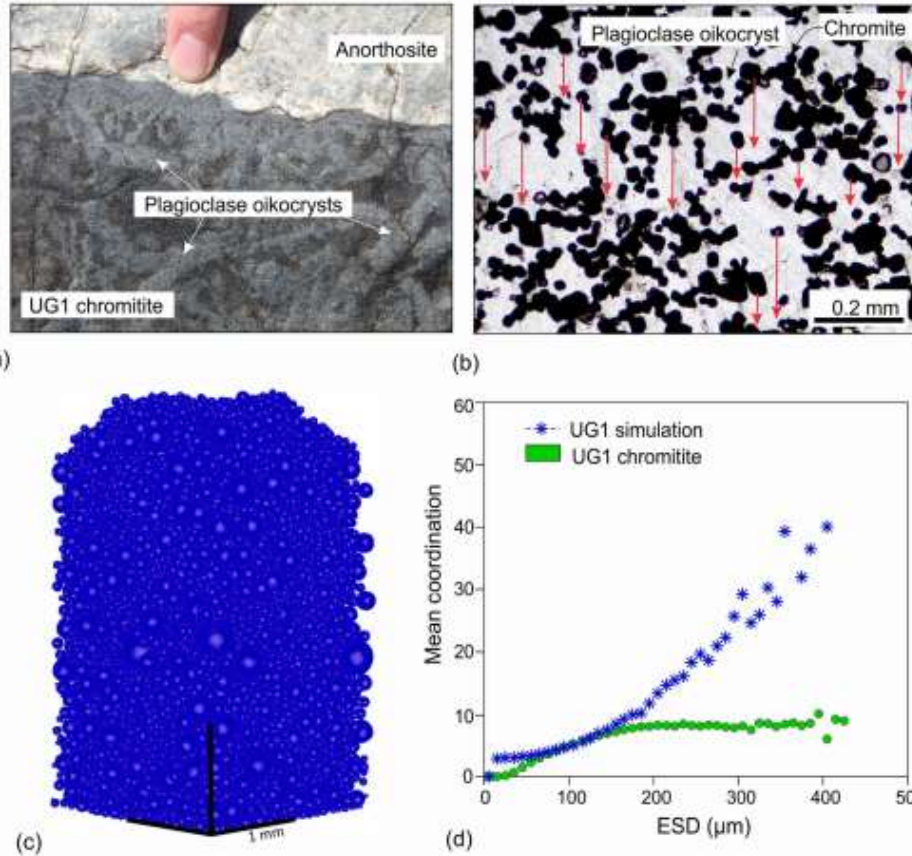 Anorthosite
Plagioclase oikocrysts
UG1 chromitite
Plagioclase oikocryst
Chromite
0.2 mm
)
(b)
1 mm
(c)
60
50
40
30
20
10
0
Mean coordination
UG1 simulation
UG1 chromitite
0
100
200
300
400
50
ESD (µm)
(d)